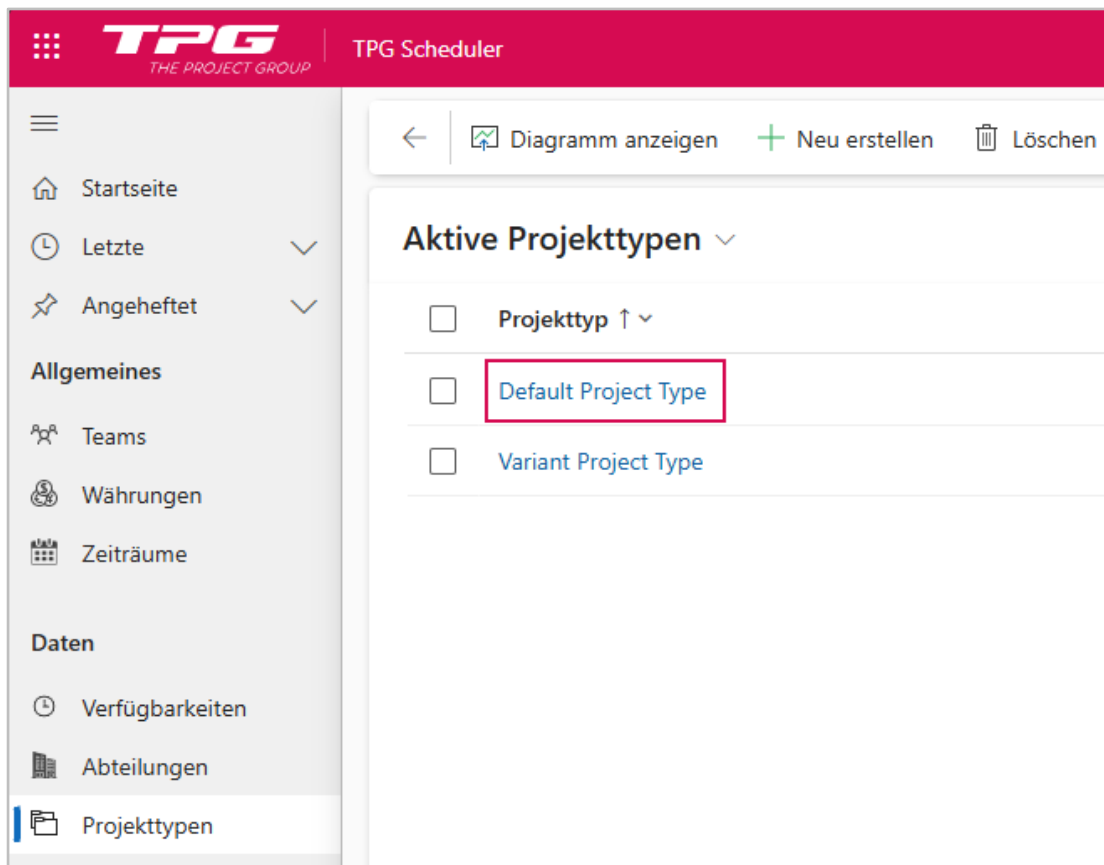 TPG
THE PROJECT GROUP
TPG Scheduler
Diagramm anzeigen
Neu erstellen
Löschen
Startseite
Letzte
Angeheftet
Allgemeines
Teams
Währungen
Zeiträume
Daten
Verfügbarkeiten
Abteilungen
Projekttypen
Aktive Projekttypen
Projekttyp
Default Project Type
Variant Project Type